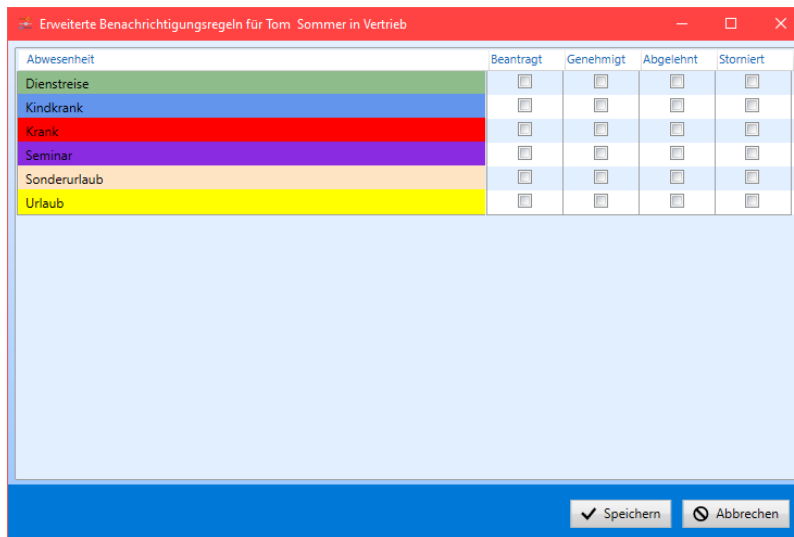 Erweiterte Benachrichtigungsregeln für Tom Sommer in Vertrieb
Abwesenheit Beantragt Genehmigt Abgelehnt Storniert
Dienstreise
Kindkrank
Krank
Seminar
Sonderurlaub
Urlaub
Speichern Abbrechen